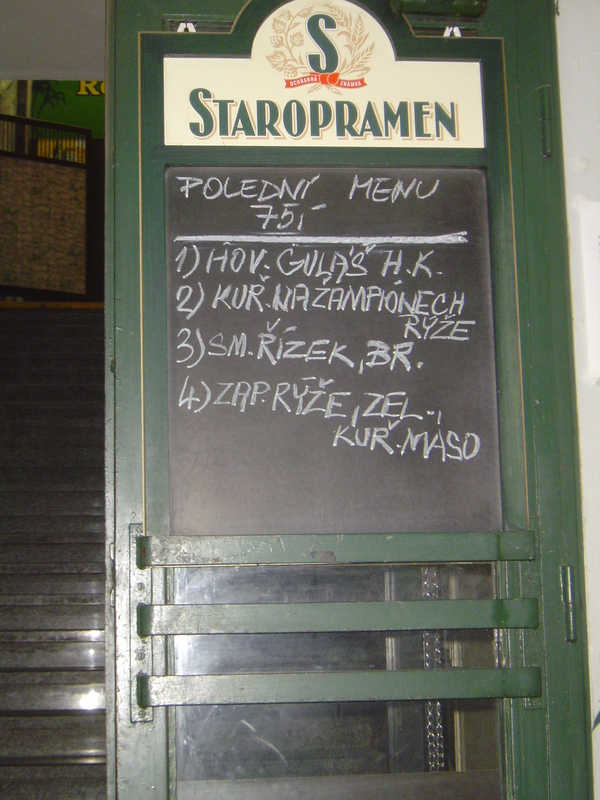 S
OCHRANNÁ ZNÁMKA
STAROPRAMEN
POLEDNÍ MENU
75,-
1) HOV. GULÁŠ H.K.
2) KUŘ. NA ŽAMPIÓNECH
RÝŽE
3) SM. ŘÍZEK, BR.
4) ZAP. RÝŽE, ZEL.,
KUŘ. MASO